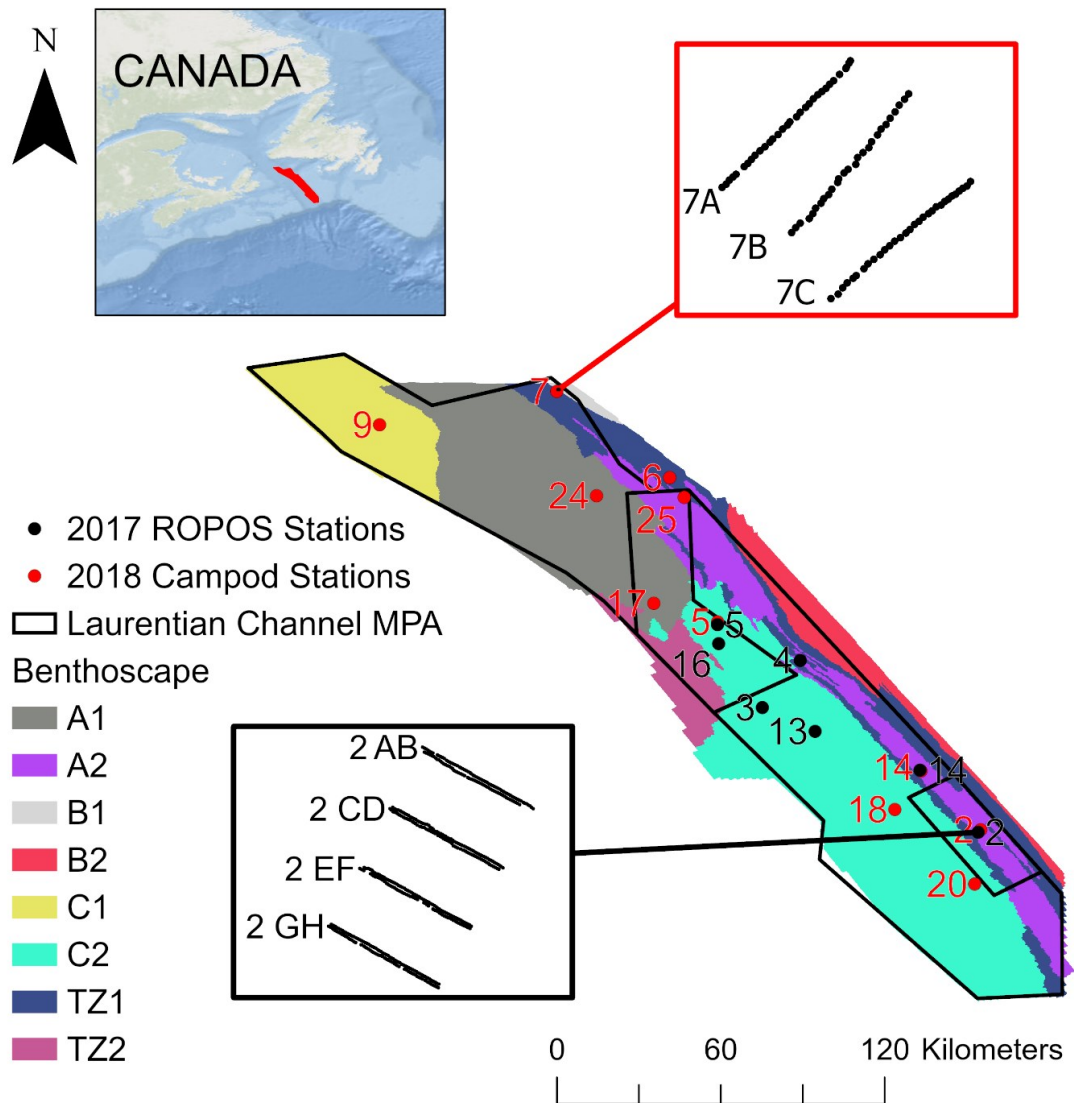 N
CANADA
7A
7B
7C
7
9
6
24
25
17
5 5
16
4
3
13
14 14
18
2 2
20
2017 ROPOS Stations
2018 Campod Stations
Laurentian Channel MPA
Benthoscape
A1
A2
B1
B2
C1
C2
TZ1
TZ2
2 AB
2 CD
2 EF
2 GH
0 60 120 Kilometers